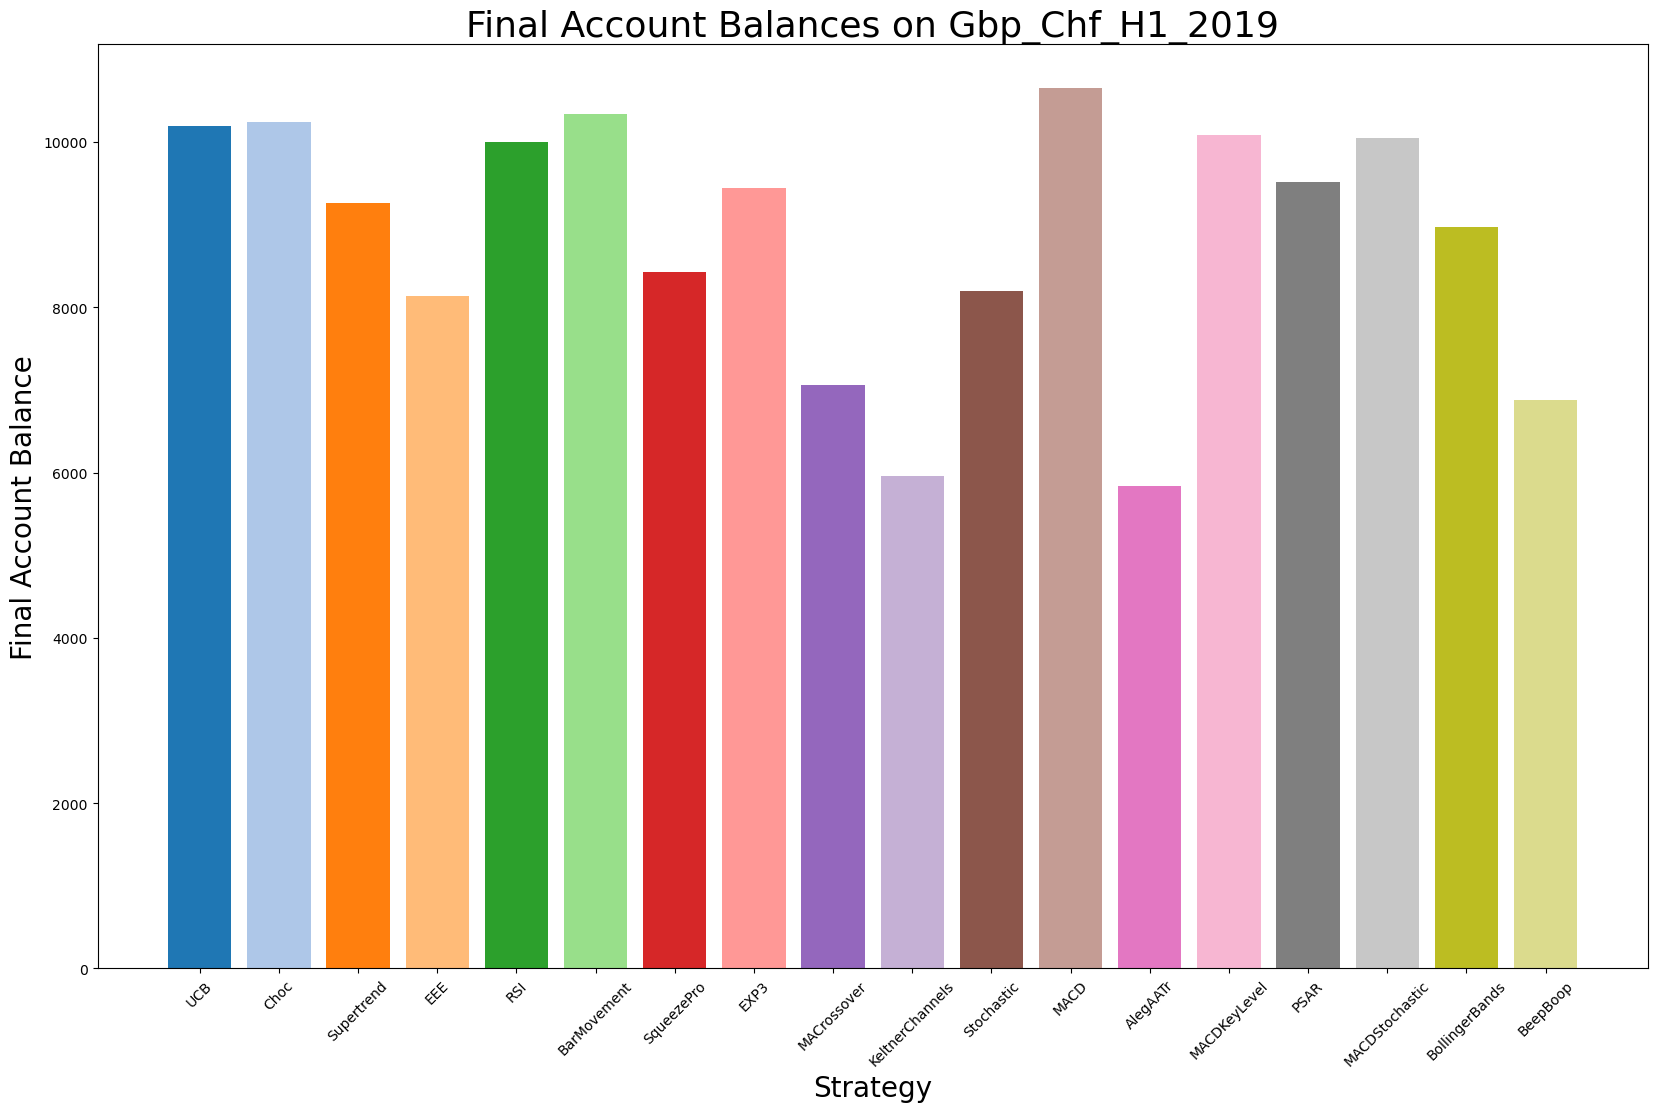 Final Account Balances on Gbp_Chf_H1_2019
Final Account Balance
10000
8000
6000
4000
2000
0
UCB
Choc
Supertrend
EEE
RSI
BarMovement
SqueezePro
EXP3
MACrossover
KeltnerChannels
Stochastic
MACD
AlegAATr
MACDKeyLevel
PSAR
MACDStochastic
BollingerBands
BeepBoop
Strategy